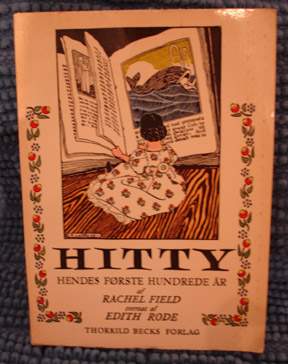 HITTY
HENDES FØRSTE HUNDREDE ÅR
af
RACHEL FIELD
oversat af
EDITH RODE
THORKILD BECKS FORLAG